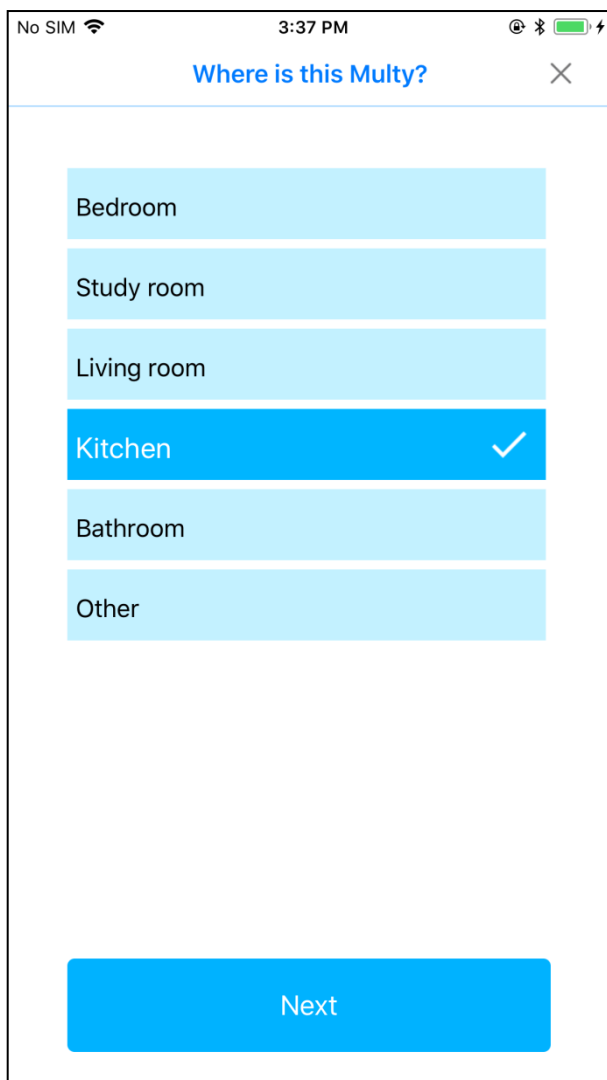 No SIM 3:37 PM
Where is this Multy?
Bedroom
Study room
Living room
Kitchen
Bathroom
Other
Next